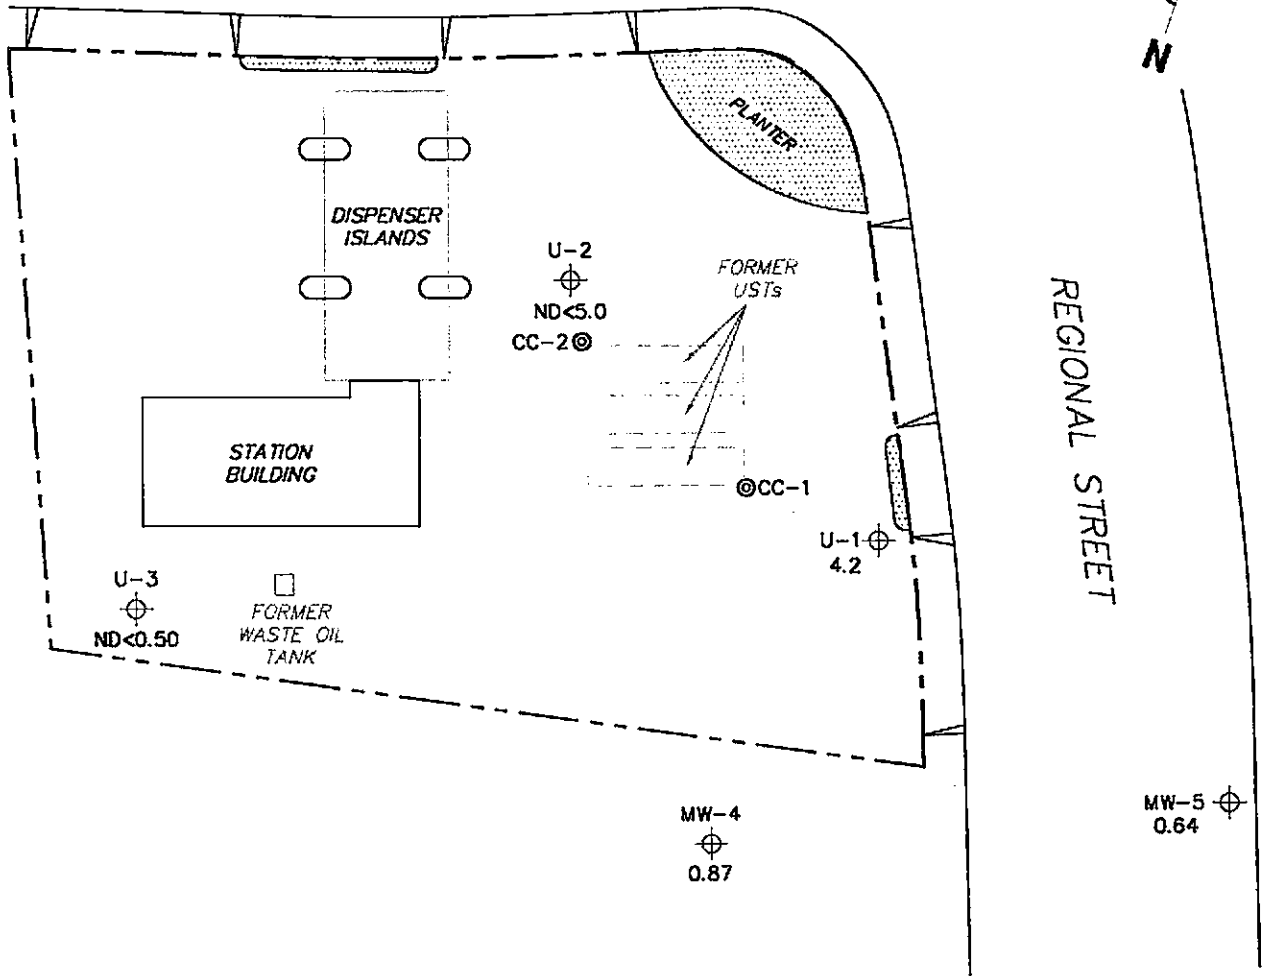 N
PLANTER
DISPENSER
ISLANDS
U-2
ND<5.0
CC-2
FORMER
USTs
REGIONAL STREET
STATION
BUILDING
CC-1
U-1
4.2
U-3
ND<0.50
FORMER
WASTE OIL
TANK
MW-4
0.87
MW-5
0.64